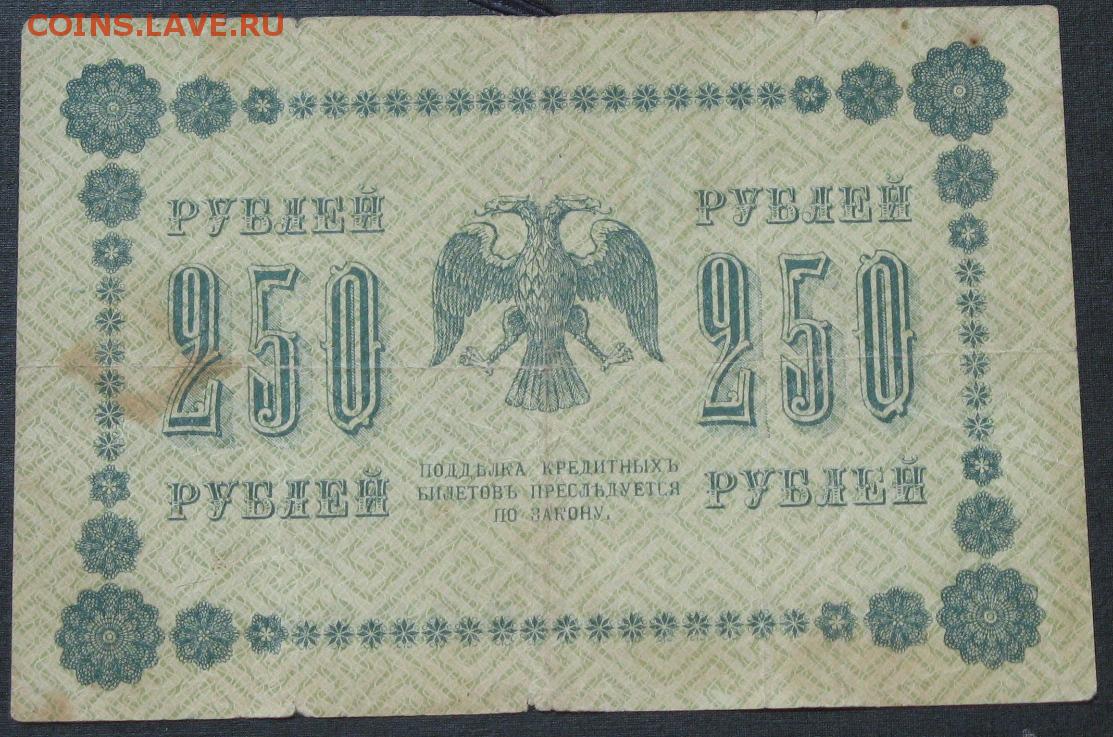 COINS.LAVE.RU
РУБЛЕЙ
РУБЛЕЙ
250
250
РУБЛЕЙ
РУБЛЕЙ
ПОДДѢЛКА КРЕДИТНЫХЪ
БИЛЕТОВЪ ПРЕСЛѢДУЕТСЯ
ПО ЗАКОНУ.